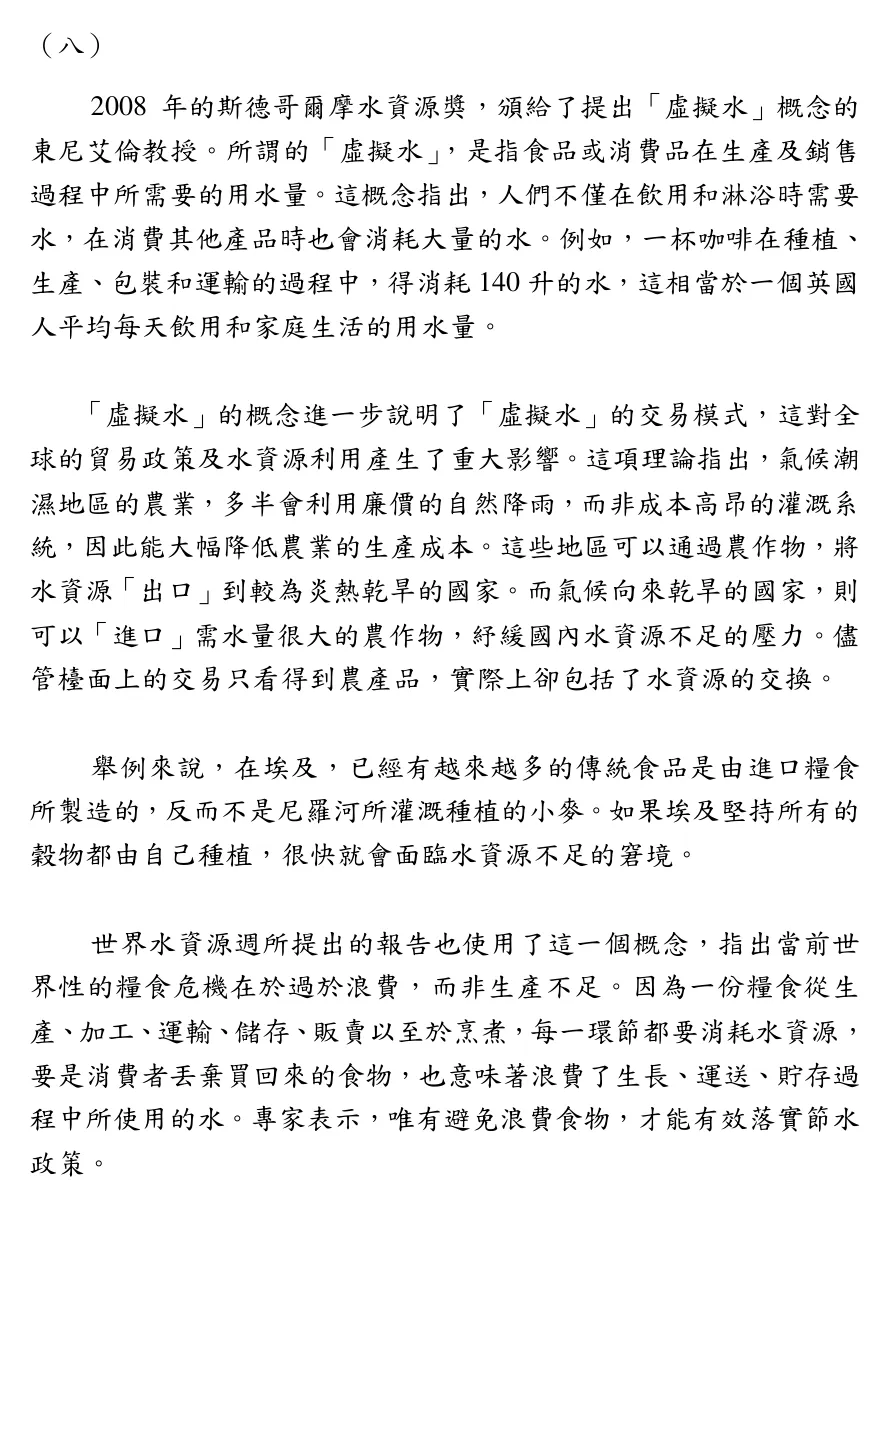 （八）
2008 年的斯德哥爾摩水資源獎，頒給了提出「虛擬水」概念的
東尼艾倫教授。所謂的「虛擬水」，是指食品或消費品在生產及銷售
過程中所需要的用水量。這概念指出，人們不僅在飲用和淋浴時需要
水，在消費其他產品時也會消耗大量的水。例如，一杯咖啡在種植、
生產、包裝和運輸的過程中，得消耗 140 升的水，這相當於一個英國
人平均每天飲用和家庭生活的用水量。
「虛擬水」的概念進一步說明了「虛擬水」的交易模式，這對全
球的貿易政策及水資源利用產生了重大影響。這項理論指出，氣候潮
濕地區的農業，多半會利用廉價的自然降雨，而非成本高昂的灌溉系
統，因此能大幅降低農業的生產成本。這些地區可以通過農作物，將
水資源「出口」到較為炎熱乾旱的國家。而氣候向來乾旱的國家，則
可以「進口」需水量很大的農作物，紓緩國內水資源不足的壓力。儘
管檯面上的交易只看得到農產品，實際上卻包括了水資源的交換。
舉例來說，在埃及，已經有越來越多的傳統食品是由進口糧食
所製造的，反而不是尼羅河所灌溉種植的小麥。如果埃及堅持所有的
穀物都由自己種植，很快就會面臨水資源不足的窘境。
世界水資源週所提出的報告也使用了這一個概念，指出當前世
界性的糧食危機在於過於浪費，而非生產不足。因為一份糧食從生
產、加工、運輸、儲存、販賣以至於烹煮，每一環節都要消耗水資源，
要是消費者丟棄買回來的食物，也意味著浪費了生長、運送、貯存過
程中所使用的水。專家表示，唯有避免浪費食物，才能有效落實節水
政策。